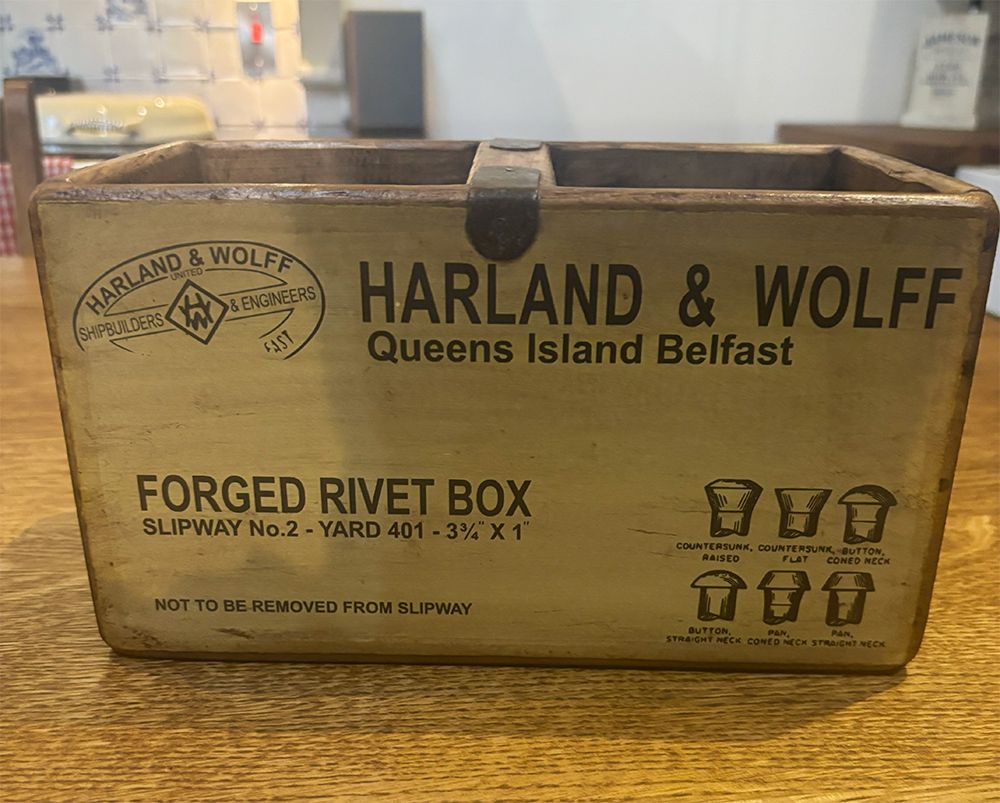 HARLAND & WOLFF
UNITED
SHIPBUILDERS & ENGINEERS
HARLAND & WOLFF
Queens Island Belfast
FORGED RIVET BOX
SLIPWAY No.2 - YARD 401 - 3¾" X 1"
NOT TO BE REMOVED FROM SLIPWAY
COUNTERSUNK, RAISED
COUNTERSUNK, FLAT
BUTTON, CONED NECK
BUTTON, STRAIGHT NECK
PAN, CONED NECK
PAN, STRAIGHT NECK
JAMESON